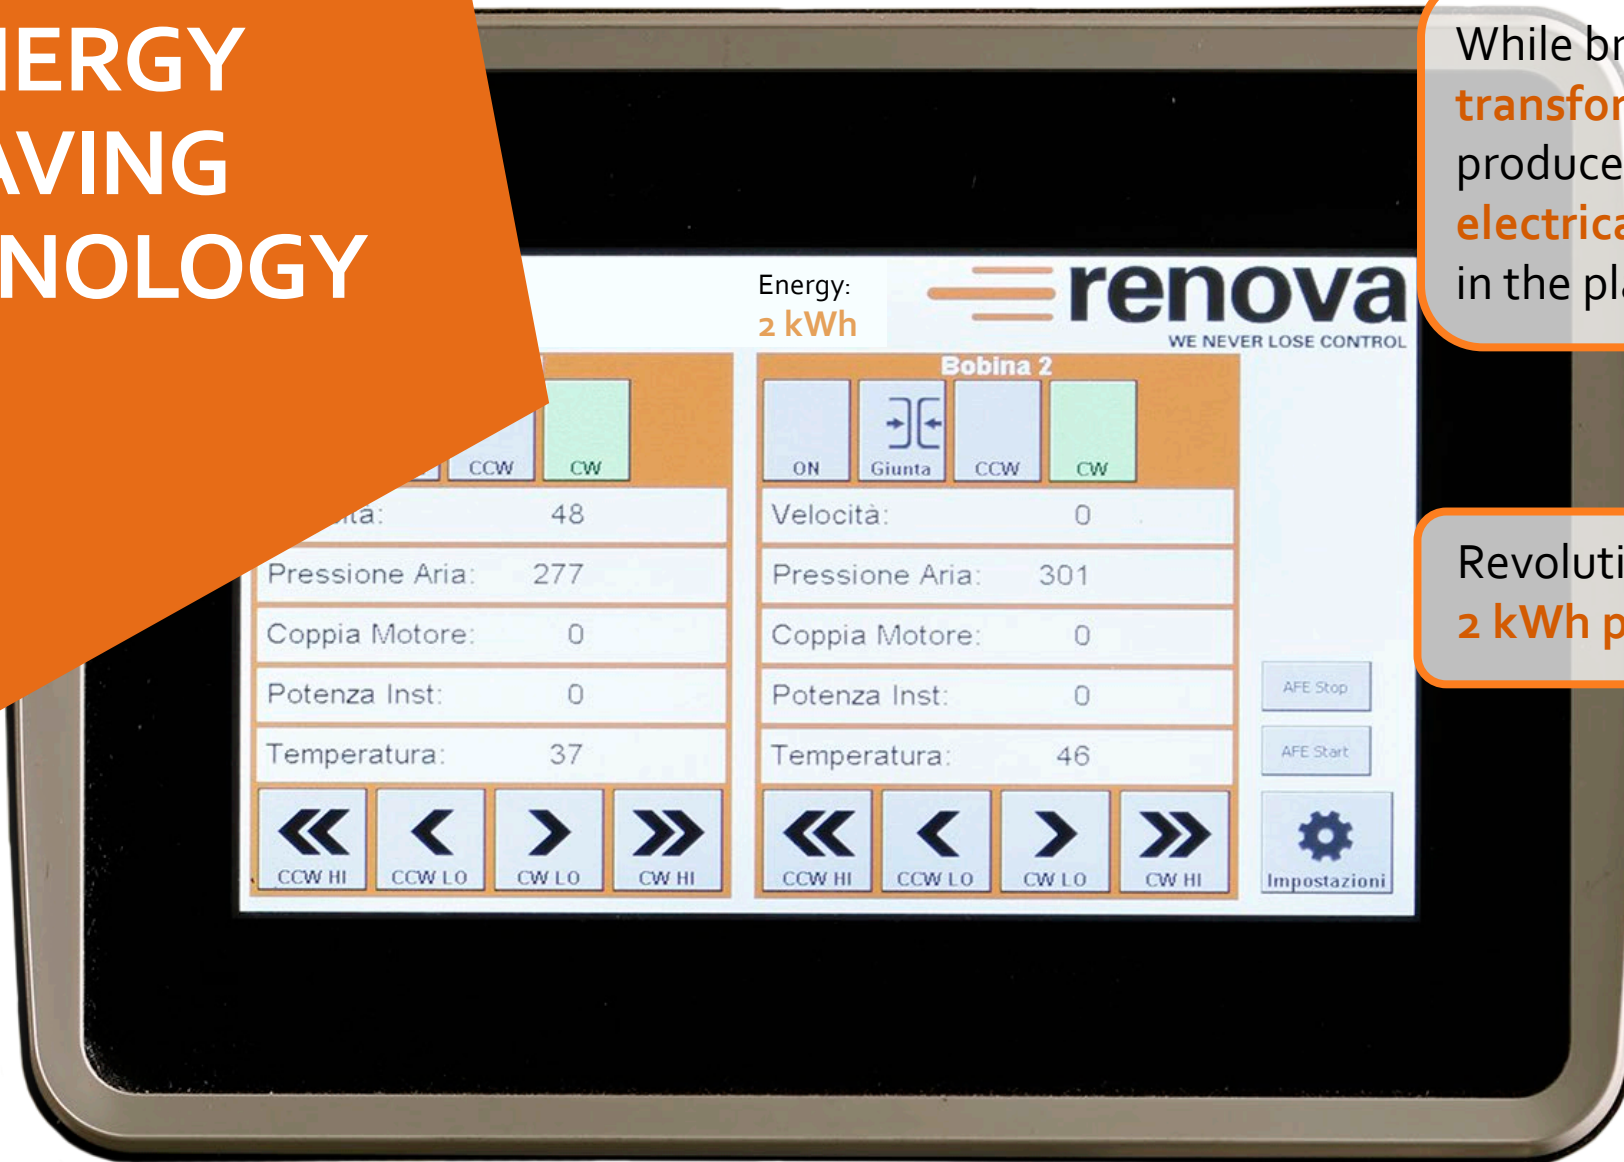 NERGY
AVING
NOLOGY
While br
transfor
produce
electrica
in the pla
Energy:
2 kWh
renova
WE NEVER LOSE CONTROL
CCW
CW
48
Pressione Aria: 277
Coppia Motore: 0
Potenza Inst: 0
Temperatura: 37
CCW HI
CCW LO
CW LO
CW HI
Bobina 2
ON
Giunta
CCW
CW
Velocità: 0
Pressione Aria: 301
Coppia Motore: 0
Potenza Inst: 0
Temperatura: 46
CCW HI
CCW LO
CW LO
CW HI
AFE Stop
AFE Start
Impostazioni
Revoluti
2 kWh p